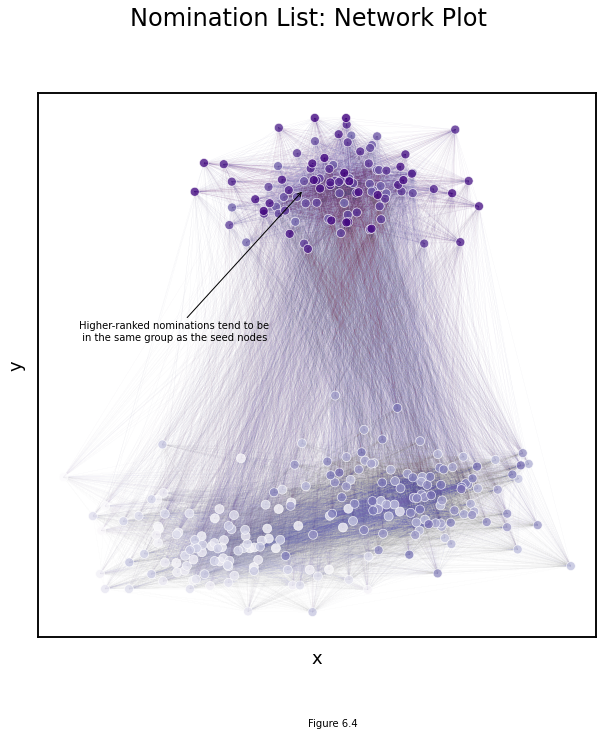 Nomination List: Network Plot
y
Higher-ranked nominations tend to be
in the same group as the seed nodes
x
Figure 6.4